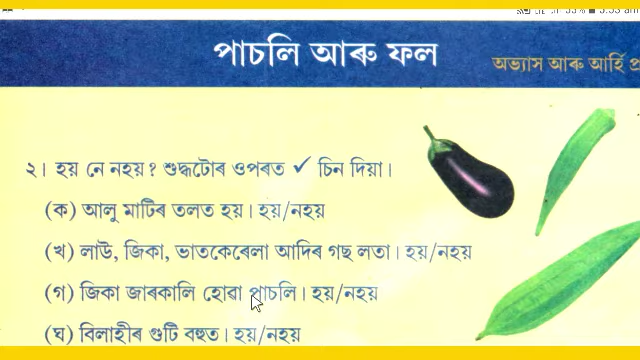 পাচলি আৰু ফল
অভ্যাস আৰু আৰ্হি
২। হয় নে নহয়? শুদ্ধটোৰ ওপৰত ✓ চিন দিয়া।
(ক) আলু মাটিৰ তলত হয়। হয়/নহয়
(খ) লাউ, জিকা, ভাতকেৰেলা আদিৰ গছ লতা। হয়/নহয়
(গ) জিকা জাৰকালি হোৱা পাচলি। হয়/নহয়
(ঘ) বিলাহীৰ গুটি বহুত। হয়/নহয়